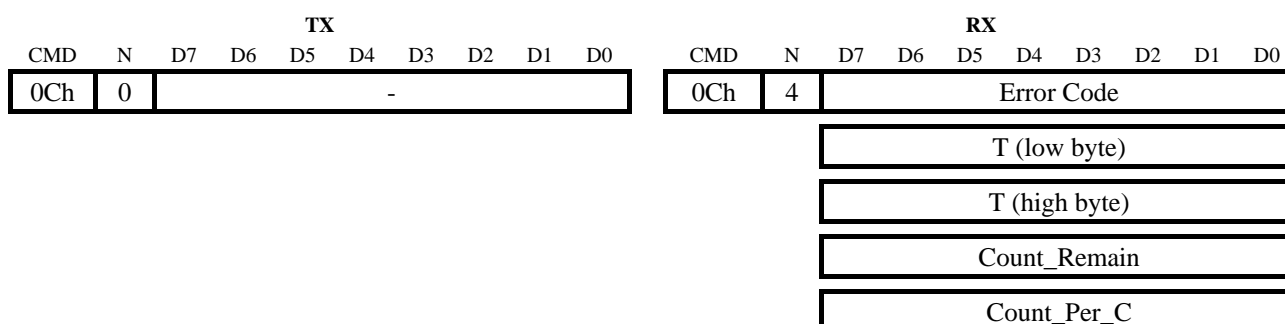 TX RX
CMD N D7 D6 D5 D4 D3 D2 D1 D0 CMD N D7 D6 D5 D4 D3 D2 D1 D0
0Ch 0 - 0Ch 4 Error Code
T (low byte)
T (high byte)
Count_Remain
Count_Per_C